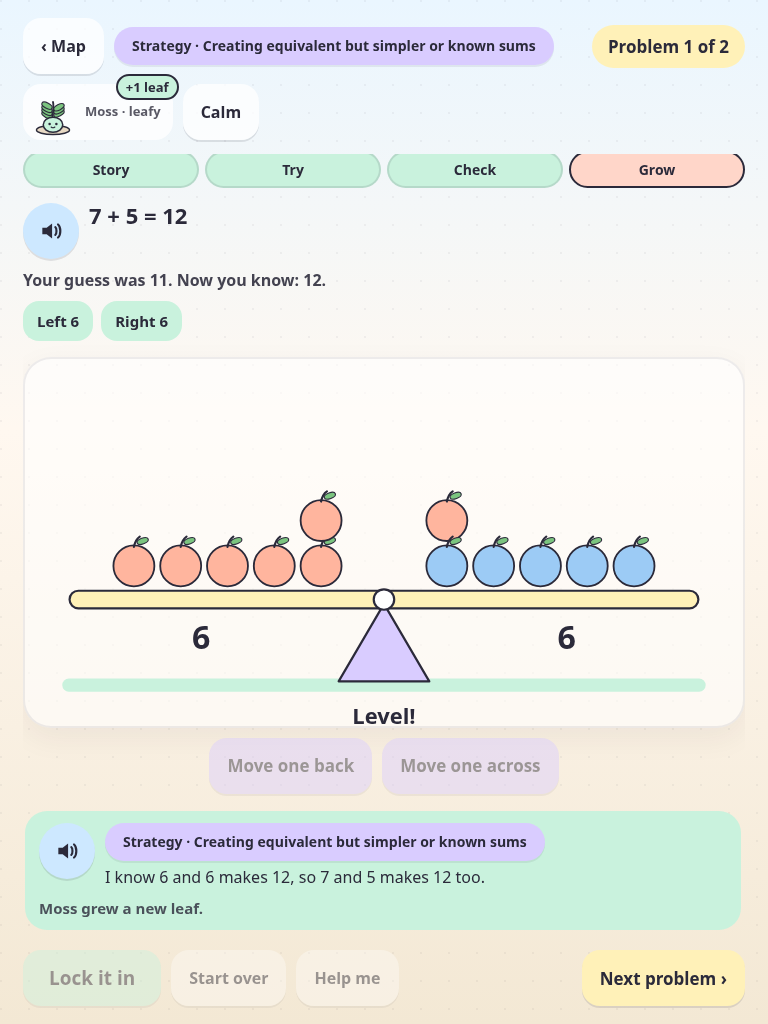 ‹ Map
Strategy · Creating equivalent but simpler or known sums
Problem 1 of 2
+1 leaf
Moss · leafy
Calm
Story
Try
Check
Grow
7 + 5 = 12
Your guess was 11. Now you know: 12.
Left 6
Right 6
6
6
Level!
Move one back
Move one across
Strategy · Creating equivalent but simpler or known sums
I know 6 and 6 makes 12, so 7 and 5 makes 12 too.
Moss grew a new leaf.
Lock it in
Start over
Help me
Next problem ›